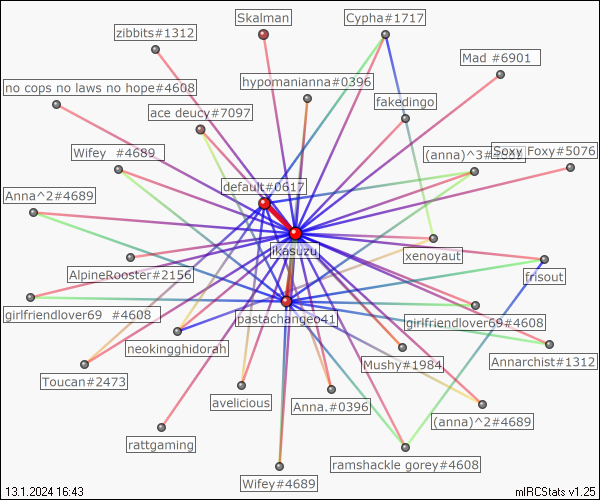 Skalman
Cypha#1717
zibbits#1312
Mad #6901
no cops no laws no hope#4608
hypomanianna#0396
fakedingo
ace deucy#7097
Wifey #4689
(anna)^3#4689
Soxy Foxy#5076
default#0617
Anna^2#4689
ikasuzu
xenoyaut
AlpineRooster#2156
frisout
girlfriendlover69 #4608
pastachangeo41
girlfriendlover69#4608
neokingghidorah
Mushy#1984
Annarchist#1312
Toucan#2473
avelicious
Anna.#0396
(anna)^2#4689
rattgaming
ramshackle gorey#4608
Wifey#4689
13.1.2024 16:43
mIRCStats v1.25